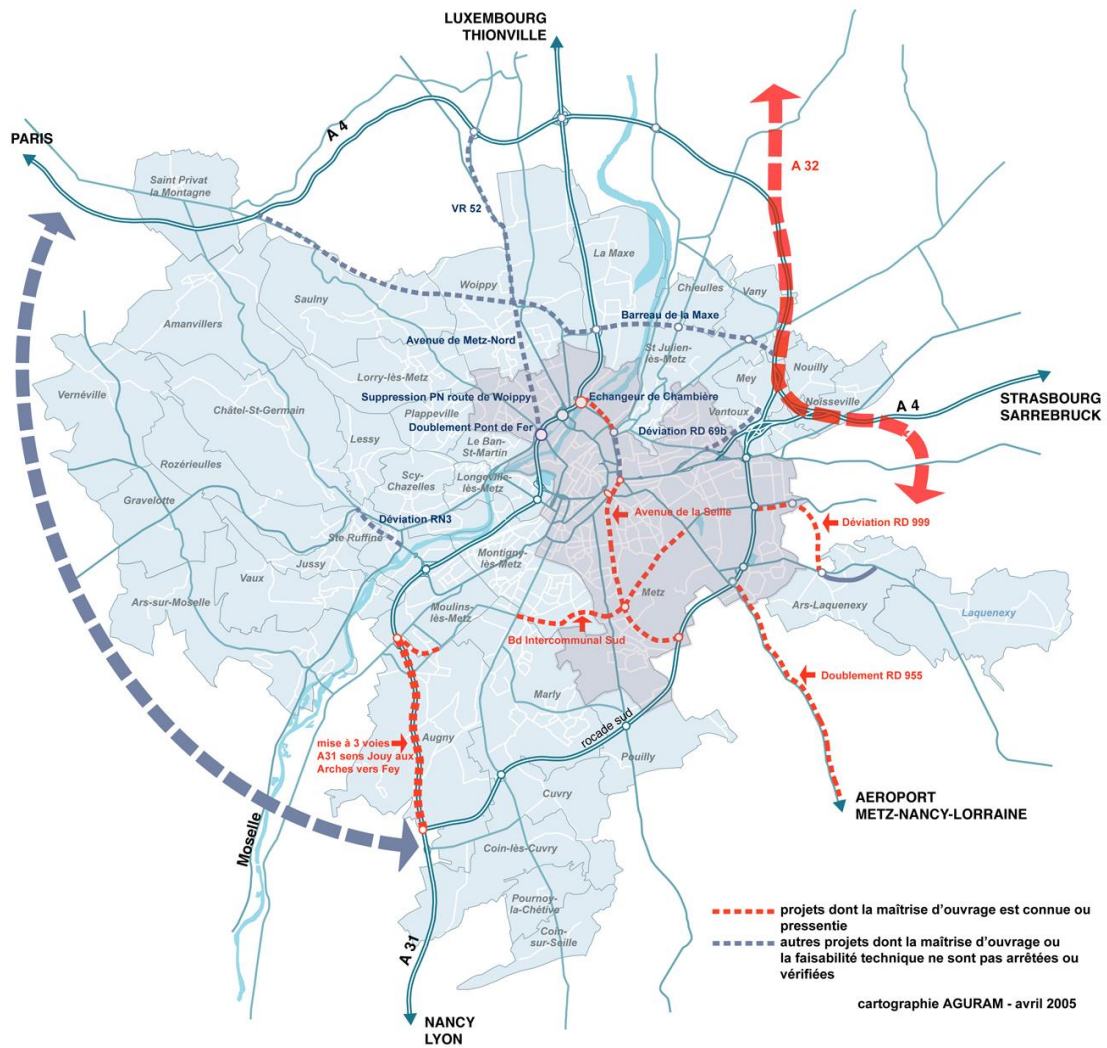 LUXEMBOURG
THIONVILLE
PARIS
A 4
A 32
Saint Privat
la Montagne
VR 52
La Maxe
Woippy
Chieulles
Vany
Saulny
Barreau de la Maxe
Amanvillers
Avenue de Metz-Nord
St Julien-
lès-Metz
Nouilly
Mey
Lorry-lès-Metz
Vernéville
Suppression PN route de Woippy
Echangeur de Chambière
Noisseville
A 4
STRASBOURG
SARREBRUCK
Châtel-St-Germain
Plappeville
Vantoux
Doublement Pont de Fer
Déviation RD 69b
Lessy
Le Ban-
St-Martin
Rozérieulles
Scy-
Chazelles
Longeville-
lès-Metz
Gravelotte
Avenue de la Seille
Déviation RN3
Déviation RD 999
Ste Ruffine
Montigny-
lès-Metz
Jussy
Vaux
Metz
Ars-sur-Moselle
Moulins-
lès-Metz
Ars-Laquenexy
Laquenexy
Bd Intercommunal Sud
Doublement RD 955
Marly
rocade sud
mise à 3 voies
A31 sens Jouy aux
Arches vers Fey
Augny
Pouilly
Cuvry
AEROPORT
METZ-NANCY-LORRAINE
Moselle
Coin-lès-Cuvry
Pournoy-
la-Chétive
Coin-
sur-Seille
A 31
projets dont la maîtrise d'ouvrage est connue ou
pressentie
autres projets dont la maîtrise d'ouvrage ou
la faisabilité technique ne sont pas arrêtées ou
vérifiées
cartographie AGURAM - avril 2005
NANCY
LYON